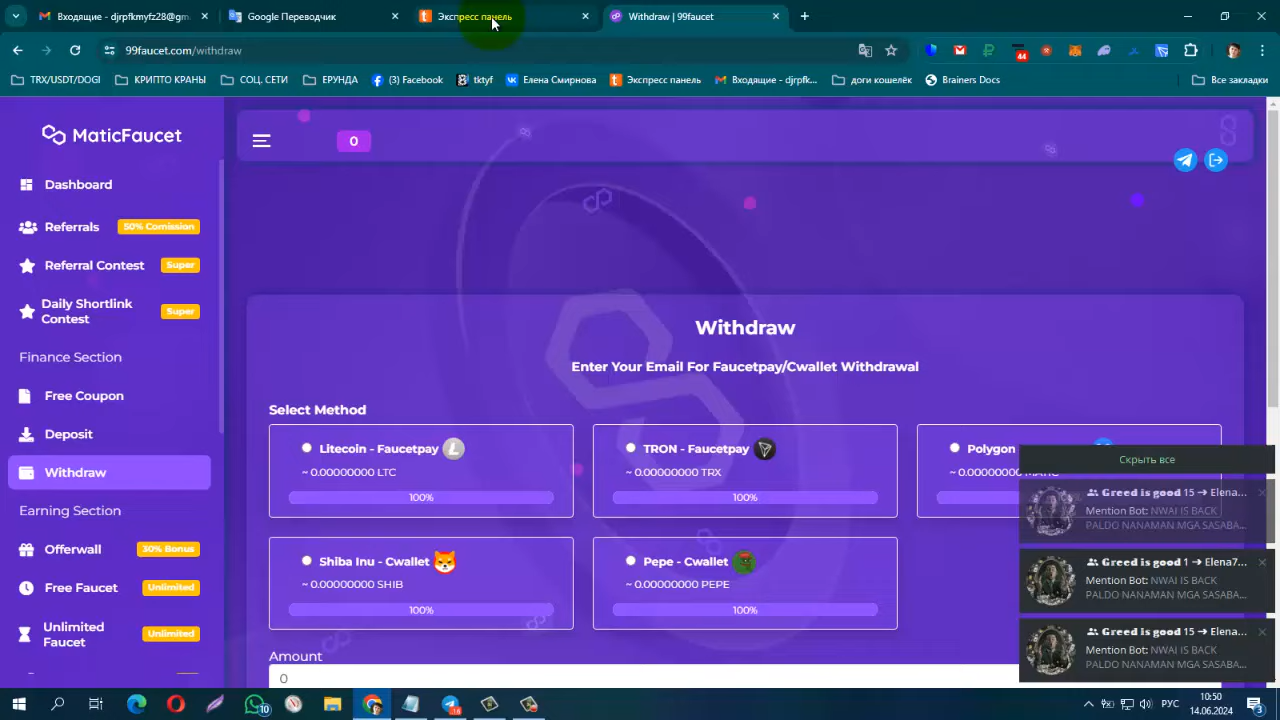 Входящие - djrpfkmyfz28@gm
Google Переводчик
Экспресс панель
Withdraw | 99faucet
99faucet.com/withdraw
44
TRX/USDT/DOGI
КРИПТО КРАНЫ
СОЦ. СЕТИ
ЕРУНДА
(3) Facebook
tktyf
Елена Смирнова
Экспресс панель
Входящие - djrpfk...
доги кошелёк
Brainers Docs
Все закладки
MaticFaucet
0
Dashboard
Referrals
50% Comission
Referral Contest
Super
Daily Shortlink
Contest
Super
Finance Section
Free Coupon
Deposit
Withdraw
Earning Section
Offerwall
30% Bonus
Free Faucet
Unlimited
Unlimited
Faucet
Unlimited
Withdraw
Enter Your Email For Faucetpay/Cwallet Withdrawal
Select Method
Litecoin - Faucetpay
~ 0.00000000 LTC
100%
TRON - Faucetpay
~ 0.00000000 TRX
100%
Polygon
~ 0.00000000 MATIC
Shiba Inu - Cwallet
~ 0.00000000 SHIB
100%
Pepe - Cwallet
~ 0.00000000 PEPE
100%
Amount
0
Скрыть все
Greed is good 15 → Elena...
Mention Bot: NWAI IS BACK
PALDO NANAMAN MGA SASABA...
Greed is good 1 → Elena7...
Mention Bot: NWAI IS BACK
PALDO NANAMAN MGA SASABA...
Greed is good 15 → Elena...
Mention Bot: NWAI IS BACK
PALDO NANAMAN MGA SASABA...
10
РУС
10:50
14.06.2024
3